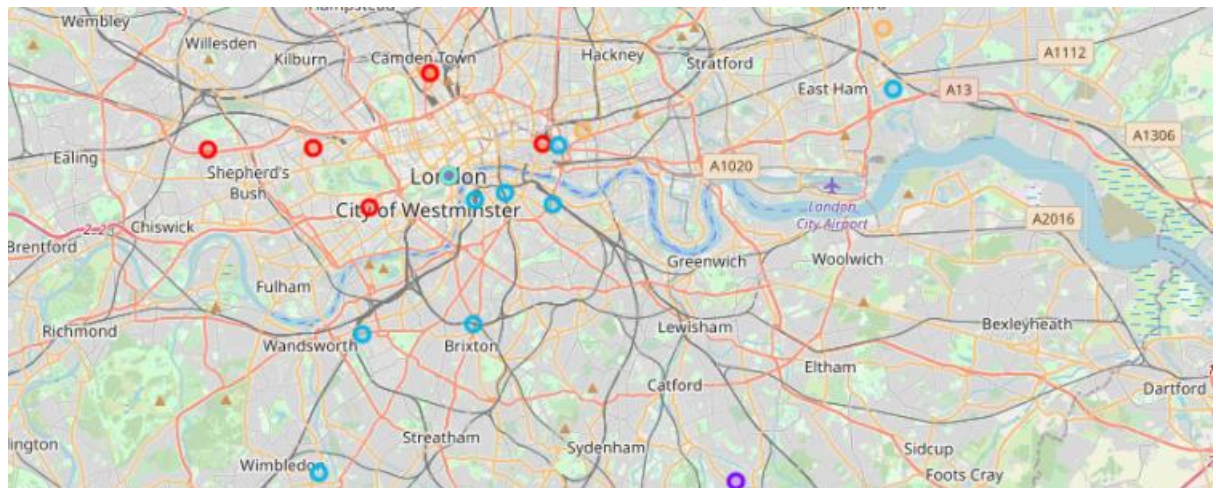 Wembley
Willesden
Kilburn
Camden Town
Hackney
Stratford
A1112
East Ham
A13
A1306
Ealing
Shepherd's
Bush
London
A1020
City of Westminster
London
City Airport
A2016
Chiswick
Brentford
Greenwich
Woolwich
Fulham
Richmond
Wandsworth
Brixton
Lewisham
Bexleyheath
Eltham
Catford
Dartford
Streatham
Sydenham
Sidcup
Wimbledon
Foots Cray